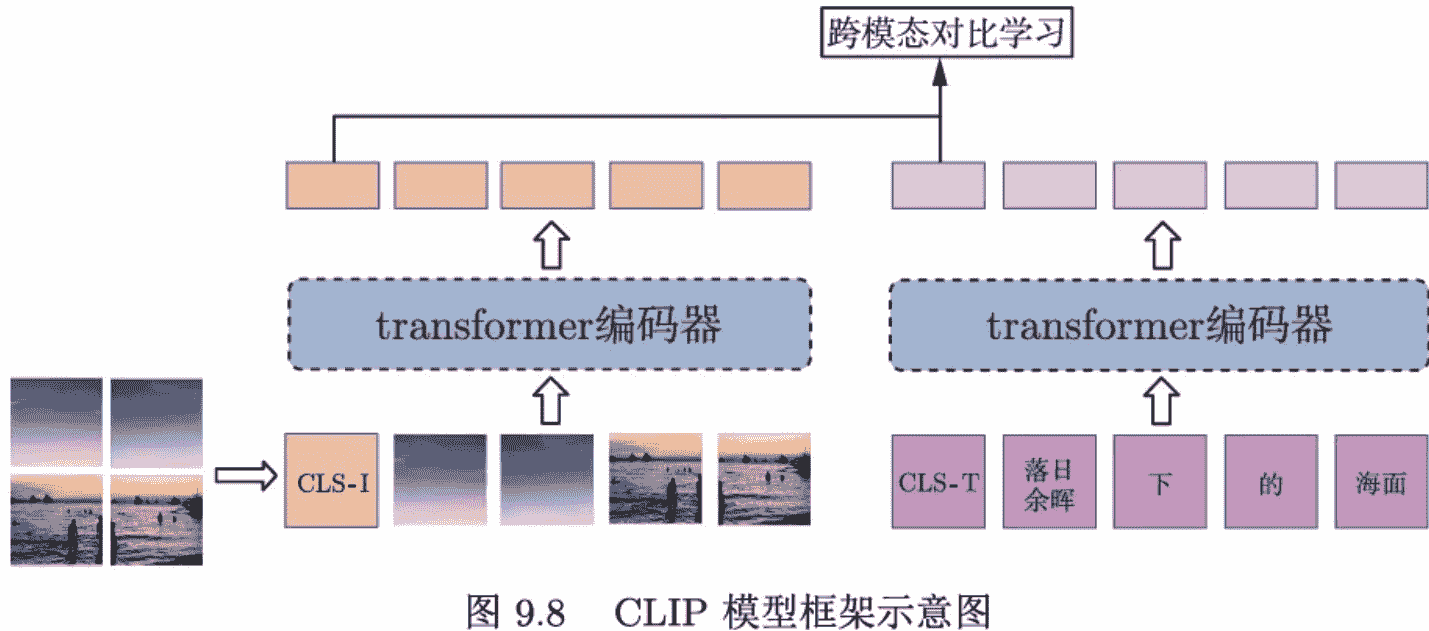 跨模态对比学习
transformer编码器
transformer编码器
CLS-I
CLS-T
落日
余晖
下
的
海面
图 9.8 CLIP 模型框架示意图